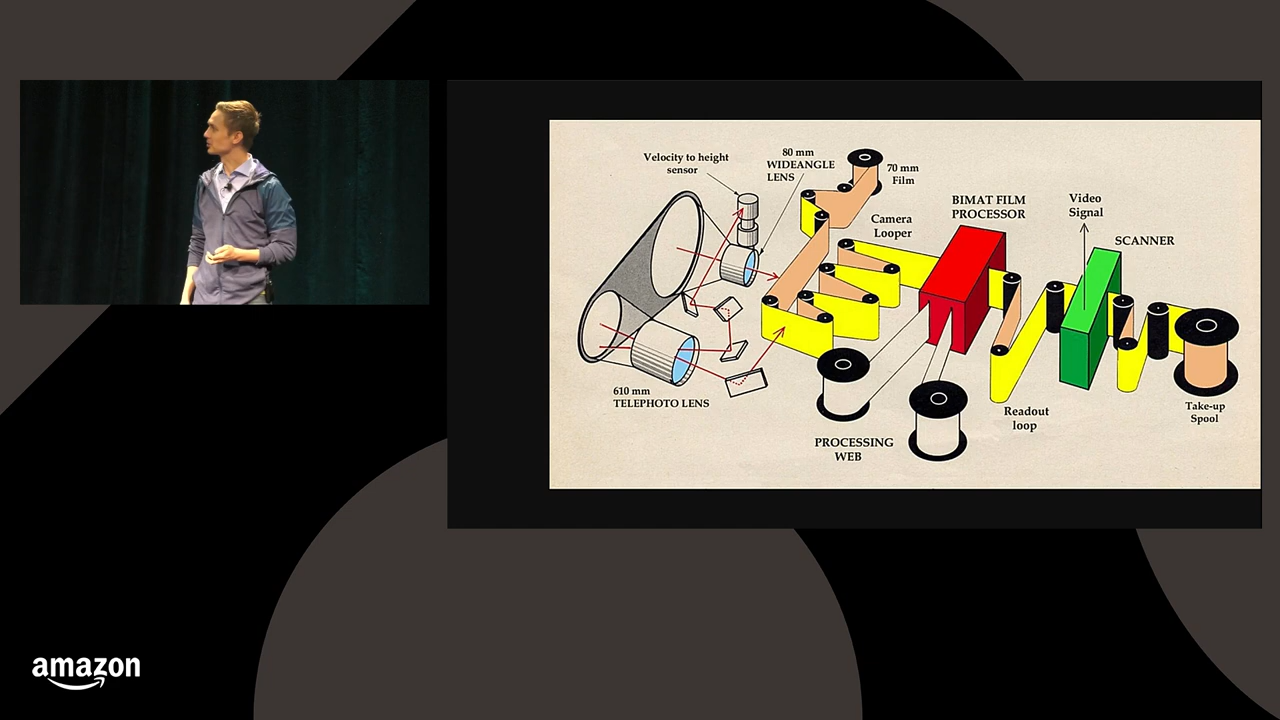 Velocity to height
sensor
80 mm
WIDEANGLE
LENS
70 mm
Film
Camera
Looper
BIMAT FILM
PROCESSOR
Video
Signal
SCANNER
610 mm
TELEPHOTO LENS
PROCESSING
WEB
Readout
loop
Take-up
Spool
amazon